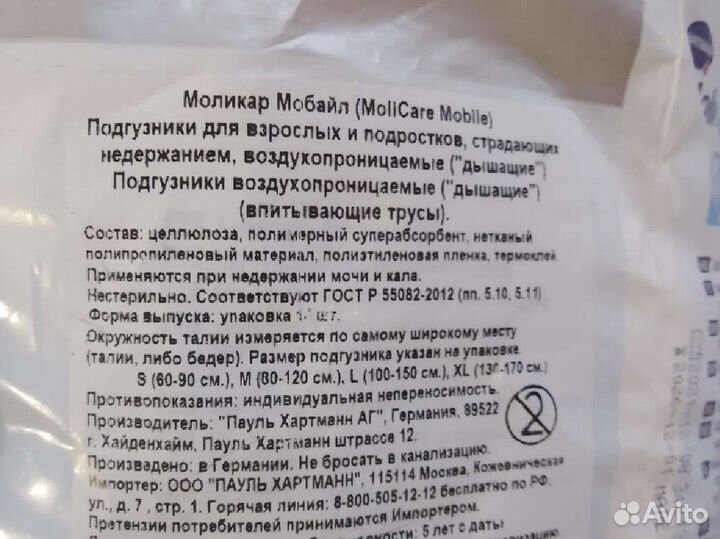 Моликар Мобайл (MoliCare Mobile)
Подгузники для взрослых и подростков, страдающих
недержанием, воздухопроницаемые ("дышащие")
Подгузники воздухопроницаемые ("дышащие")
(впитывающие трусы).
Состав: целлюлоза, полимерный суперабсорбент, нетканый
полипропиленовый материал, полиэтиленовая пленка, термоклей.
Применяются при недержании мочи и кала.
Нестерильно. Соответствуют ГОСТ Р 55082-2012 (пп. 5.10, 5.11)
Форма выпуска: упаковка шт.
Окружность талии измеряется по самому широкому месту
(талии, либо бедер). Размер подгузника указан на упаковке.
S (60-90 см.), M (80-120 см.), L (100-150 см.), XL (130-170 см.)
Противопоказания: индивидуальная непереносимость.
Производитель: "Пауль Хартманн АГ", Германия. 89522
г. Хайденхайм. Пауль Хартманн штрассе 12.
Произведено: в Германии. Не бросать в канализацию.
Импортер: ООО "ПАУЛЬ ХАРТМАНН", 115114 Москва, Кожевническая
ул., д. 7, стр. 1. Горячая линия: 8-800-505-12-12 бесплатно по РФ.
Претензии потребителей принимаются Импортером.
5 лет с даты
2
Avito